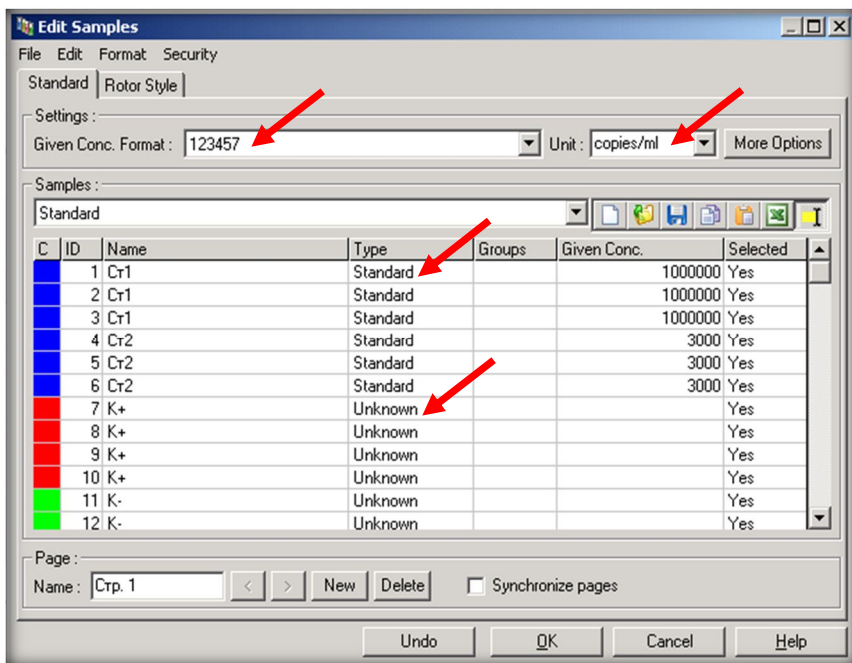 Edit Samples
File Edit Format Security
Standard Rotor Style
Settings :
Given Conc. Format : 123457 Unit : copies/ml More Options
Samples :
Standard
C ID Name Type Groups Given Conc. Selected
1 Ст1 Standard 1000000 Yes
2 Ст1 Standard 1000000 Yes
3 Ст1 Standard 1000000 Yes
4 Ст2 Standard 3000 Yes
5 Ст2 Standard 3000 Yes
6 Ст2 Standard 3000 Yes
7 К+ Unknown Yes
8 К+ Unknown Yes
9 К+ Unknown Yes
10 К+ Unknown Yes
11 К- Unknown Yes
12 К- Unknown Yes
Page :
Name : Стр. 1 < > New Delete Synchronize pages
Undo OK Cancel Help